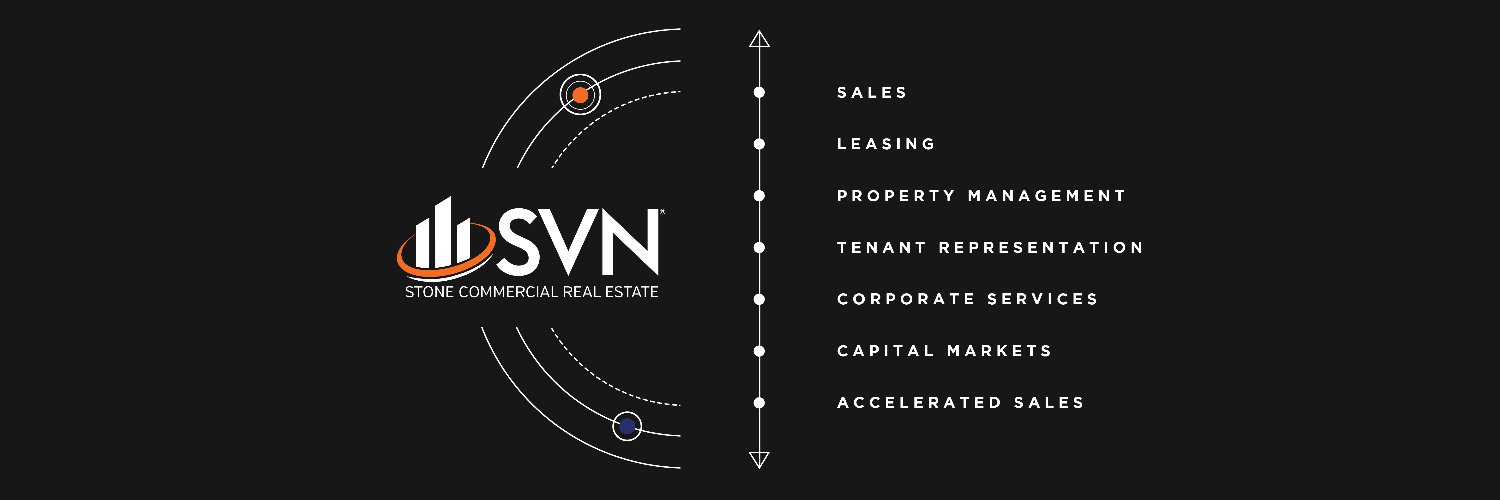 SVN®
STONE COMMERCIAL REAL ESTATE
SALES
LEASING
PROPERTY MANAGEMENT
TENANT REPRESENTATION
CORPORATE SERVICES
CAPITAL MARKETS
ACCELERATED SALES